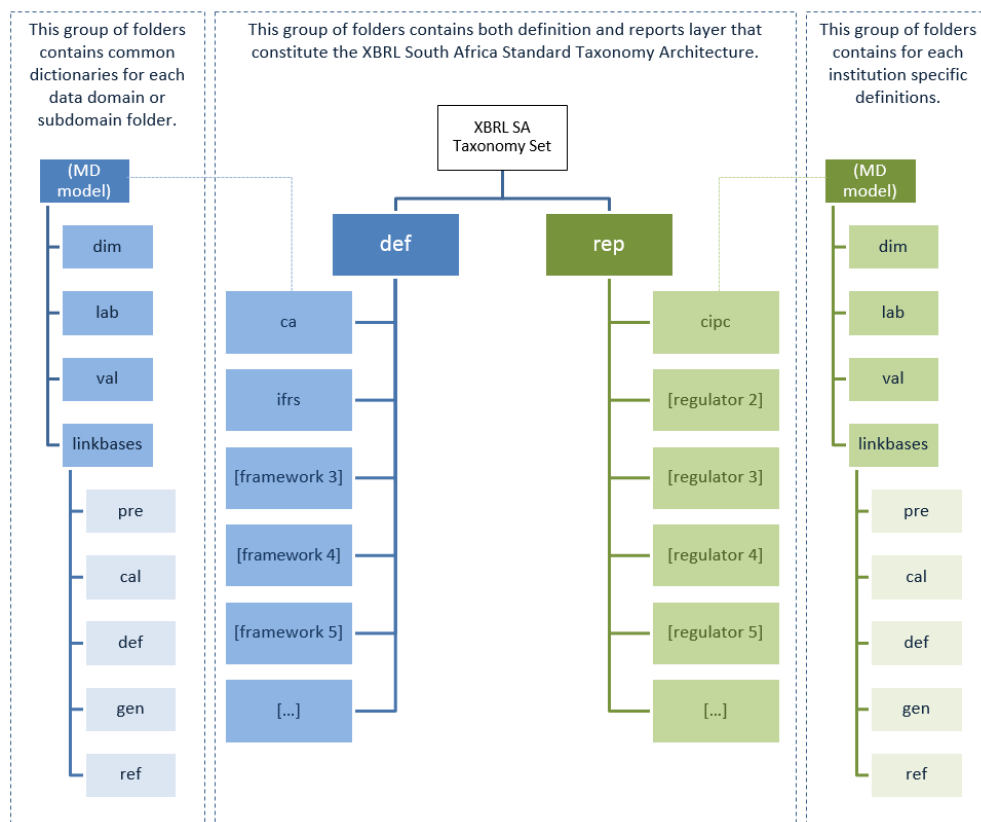 This group of folders
contains common
dictionaries for each
data domain or
subdomain folder.
This group of folders contains both definition and reports layer that
constitute the XBRL South Africa Standard Taxonomy Architecture.
This group of folders
contains for each
institution specific
definitions.
XBRL SA
Taxonomy Set
(MD
model)
dim
lab
val
linkbases
pre
cal
def
gen
ref
def
ca
ifrs
[framework 3]
[framework 4]
[framework 5]
[...]
rep
cipc
[regulator 2]
[regulator 3]
[regulator 4]
[regulator 5]
[...]
(MD
model)
dim
lab
val
linkbases
pre
cal
def
gen
ref